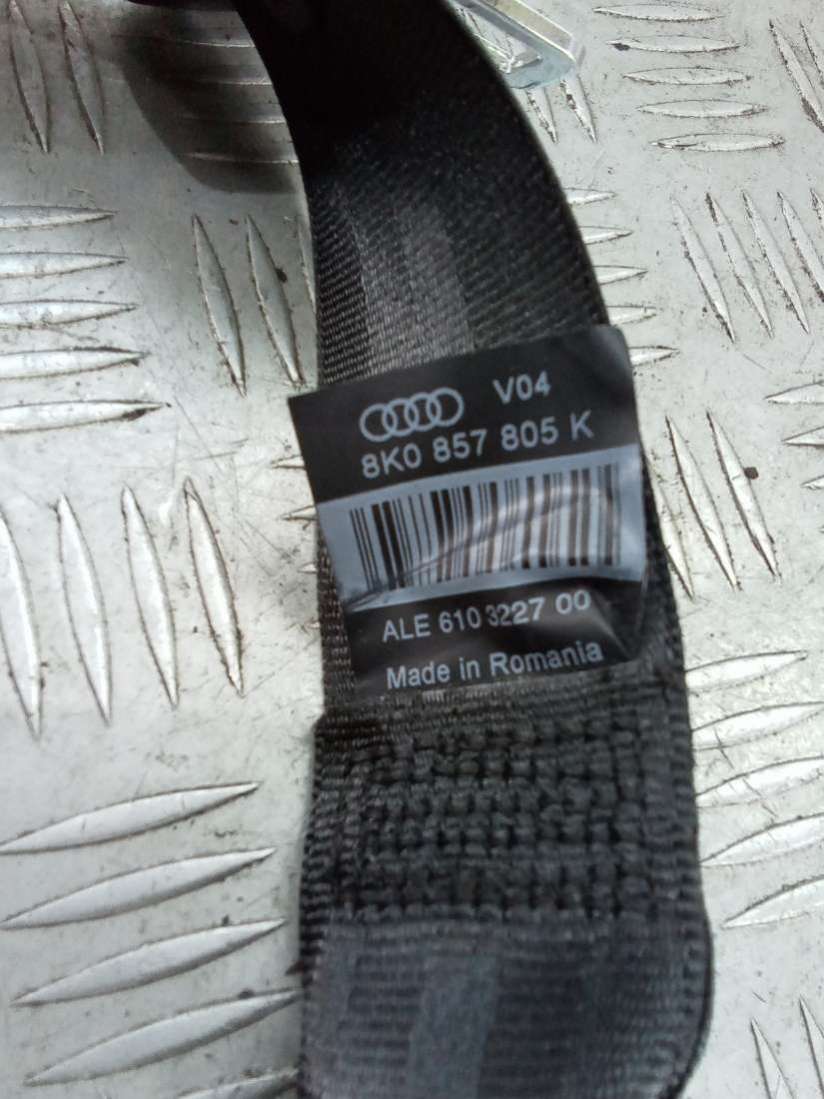 V04
8K0 857 805 K
ALE 610 3227 00
Made in Romania